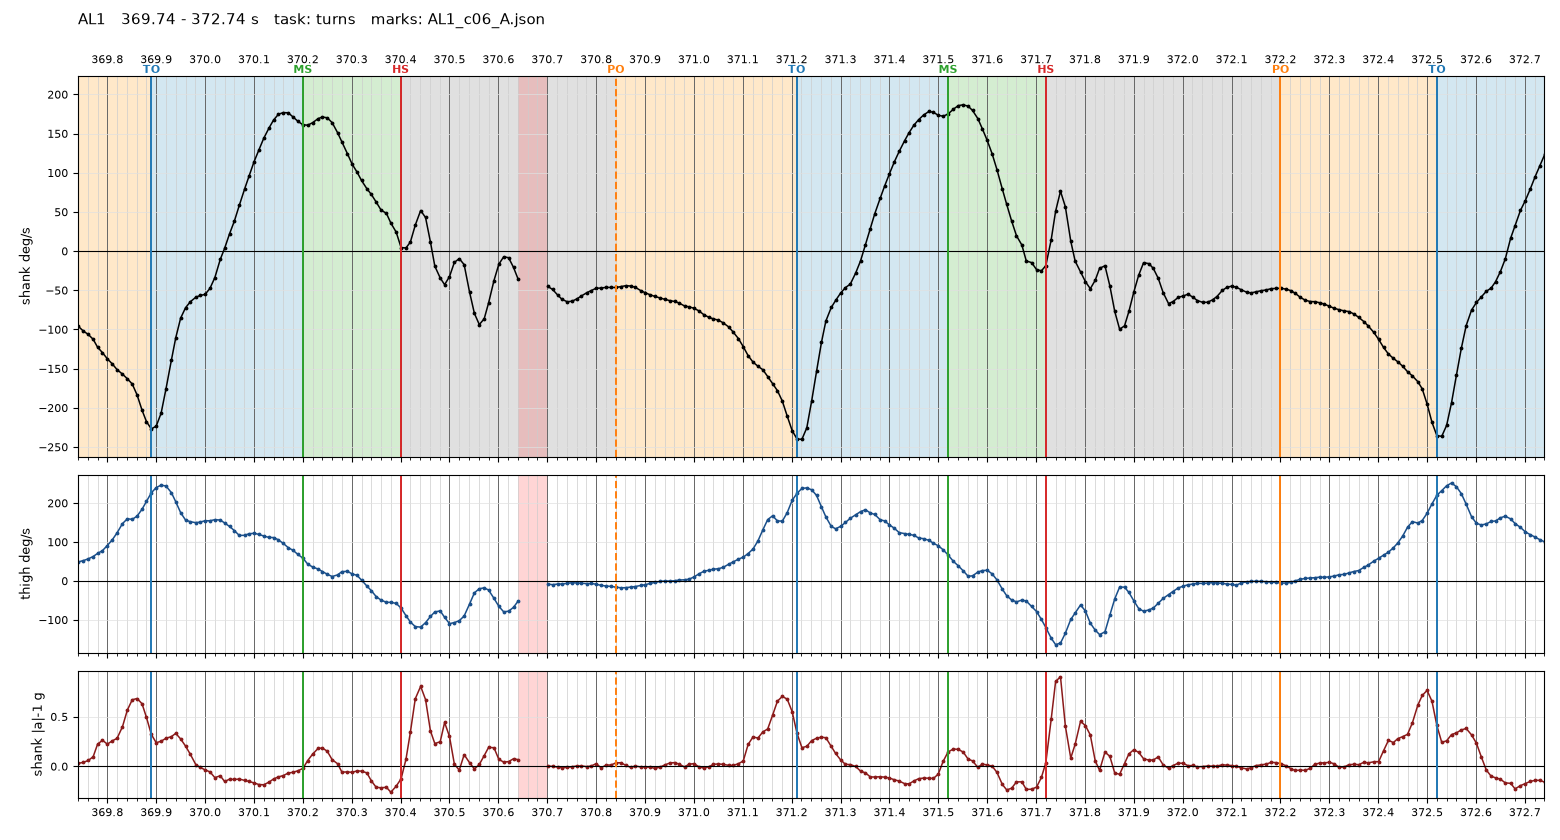 AL1   369.74 - 372.74 s   task: turns   marks: AL1_c06_A.json
369.8 369.9 370.0 370.1 370.2 370.3 370.4 370.5 370.6 370.7 370.8 370.9 371.0 371.1 371.2 371.3 371.4 371.5 371.6 371.7 371.8 371.9 372.0 372.1 372.2 372.3 372.4 372.5 372.6 372.7
TO MS HS PO TO MS HS PO TO
shank deg/s
200
150
100
50
0
−50
−100
−150
−200
−250
thigh deg/s
200
100
0
−100
shank |a|-1 g
0.5
0.0
369.8 369.9 370.0 370.1 370.2 370.3 370.4 370.5 370.6 370.7 370.8 370.9 371.0 371.1 371.2 371.3 371.4 371.5 371.6 371.7 371.8 371.9 372.0 372.1 372.2 372.3 372.4 372.5 372.6 372.7